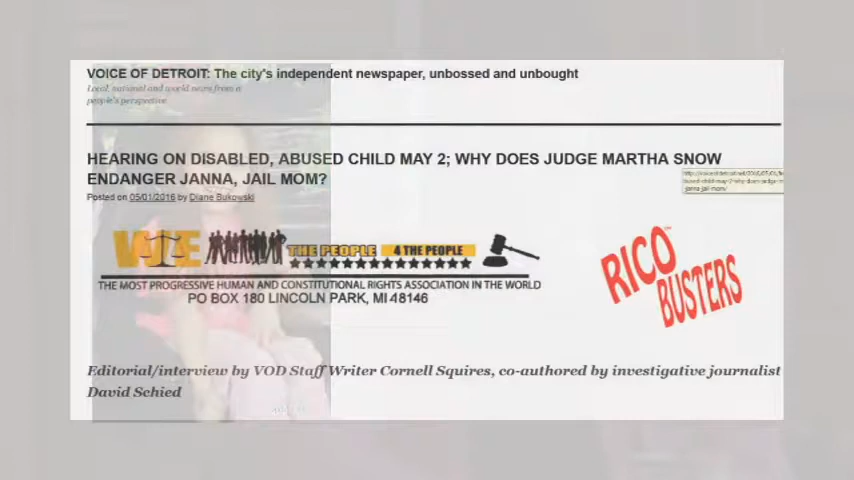 VOICE OF DETROIT: The city's independent newspaper, unbossed and unbought
Local, national and world news from a
people's perspective
HEARING ON DISABLED, ABUSED CHILD MAY 2; WHY DOES JUDGE MARTHA SNOW
ENDANGER JANNA, JAIL MOM?
Posted on 05/01/2016 by Diane Bukowski
WE THE PEOPLE 4 THE PEOPLE
THE MOST PROGRESSIVE HUMAN AND CONSTITUTIONAL RIGHTS ASSOCIATION IN THE WORLD
PO BOX 180 LINCOLN PARK, MI 48146
RICO
BUSTERS
Editorial/interview by VOD Staff Writer Cornell Squires, co-authored by investigative journalist
David Schied